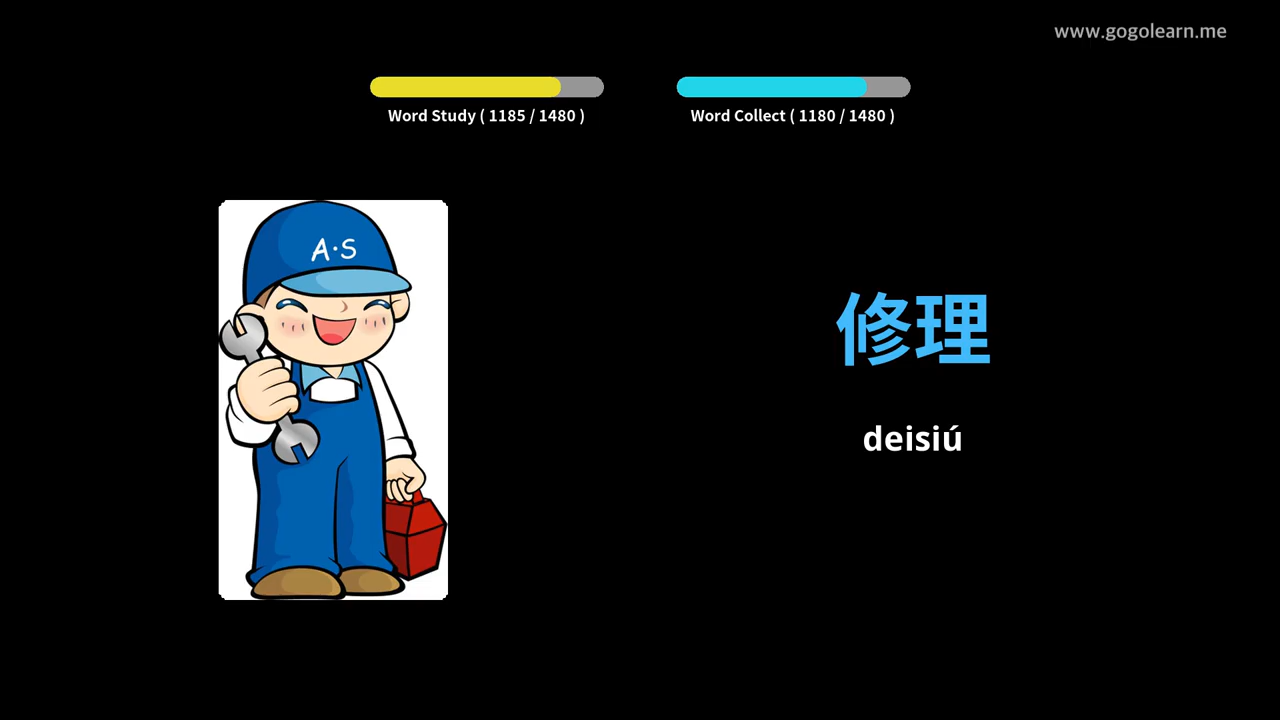 www.gogolearn.me
Word Study ( 1185 / 1480 )
Word Collect ( 1180 / 1480 )
A·S
修理
deisiú